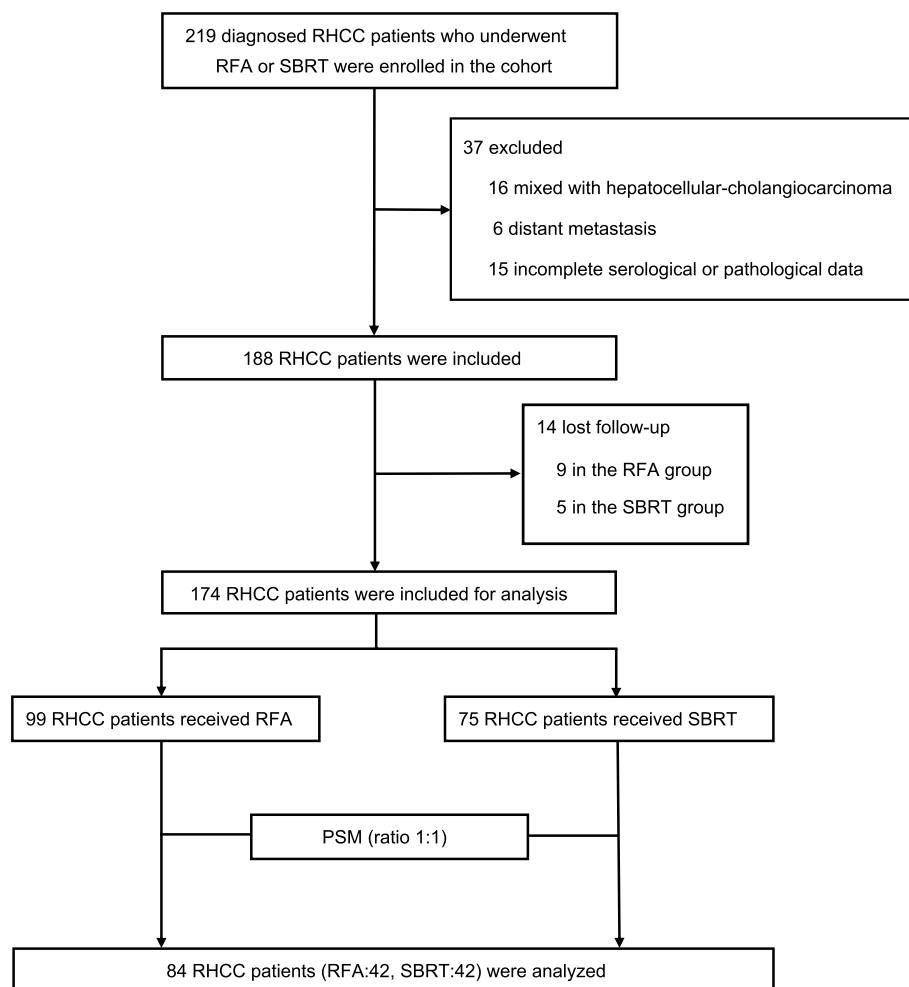 219 diagnosed RHCC patients who underwent
RFA or SBRT were enrolled in the cohort
37 excluded
16 mixed with hepatocellular-cholangiocarcinoma
6 distant metastasis
15 incomplete serological or pathological data
188 RHCC patients were included
14 lost follow-up
9 in the RFA group
5 in the SBRT group
174 RHCC patients were included for analysis
99 RHCC patients received RFA
75 RHCC patients received SBRT
PSM (ratio 1:1)
84 RHCC patients (RFA:42, SBRT:42) were analyzed